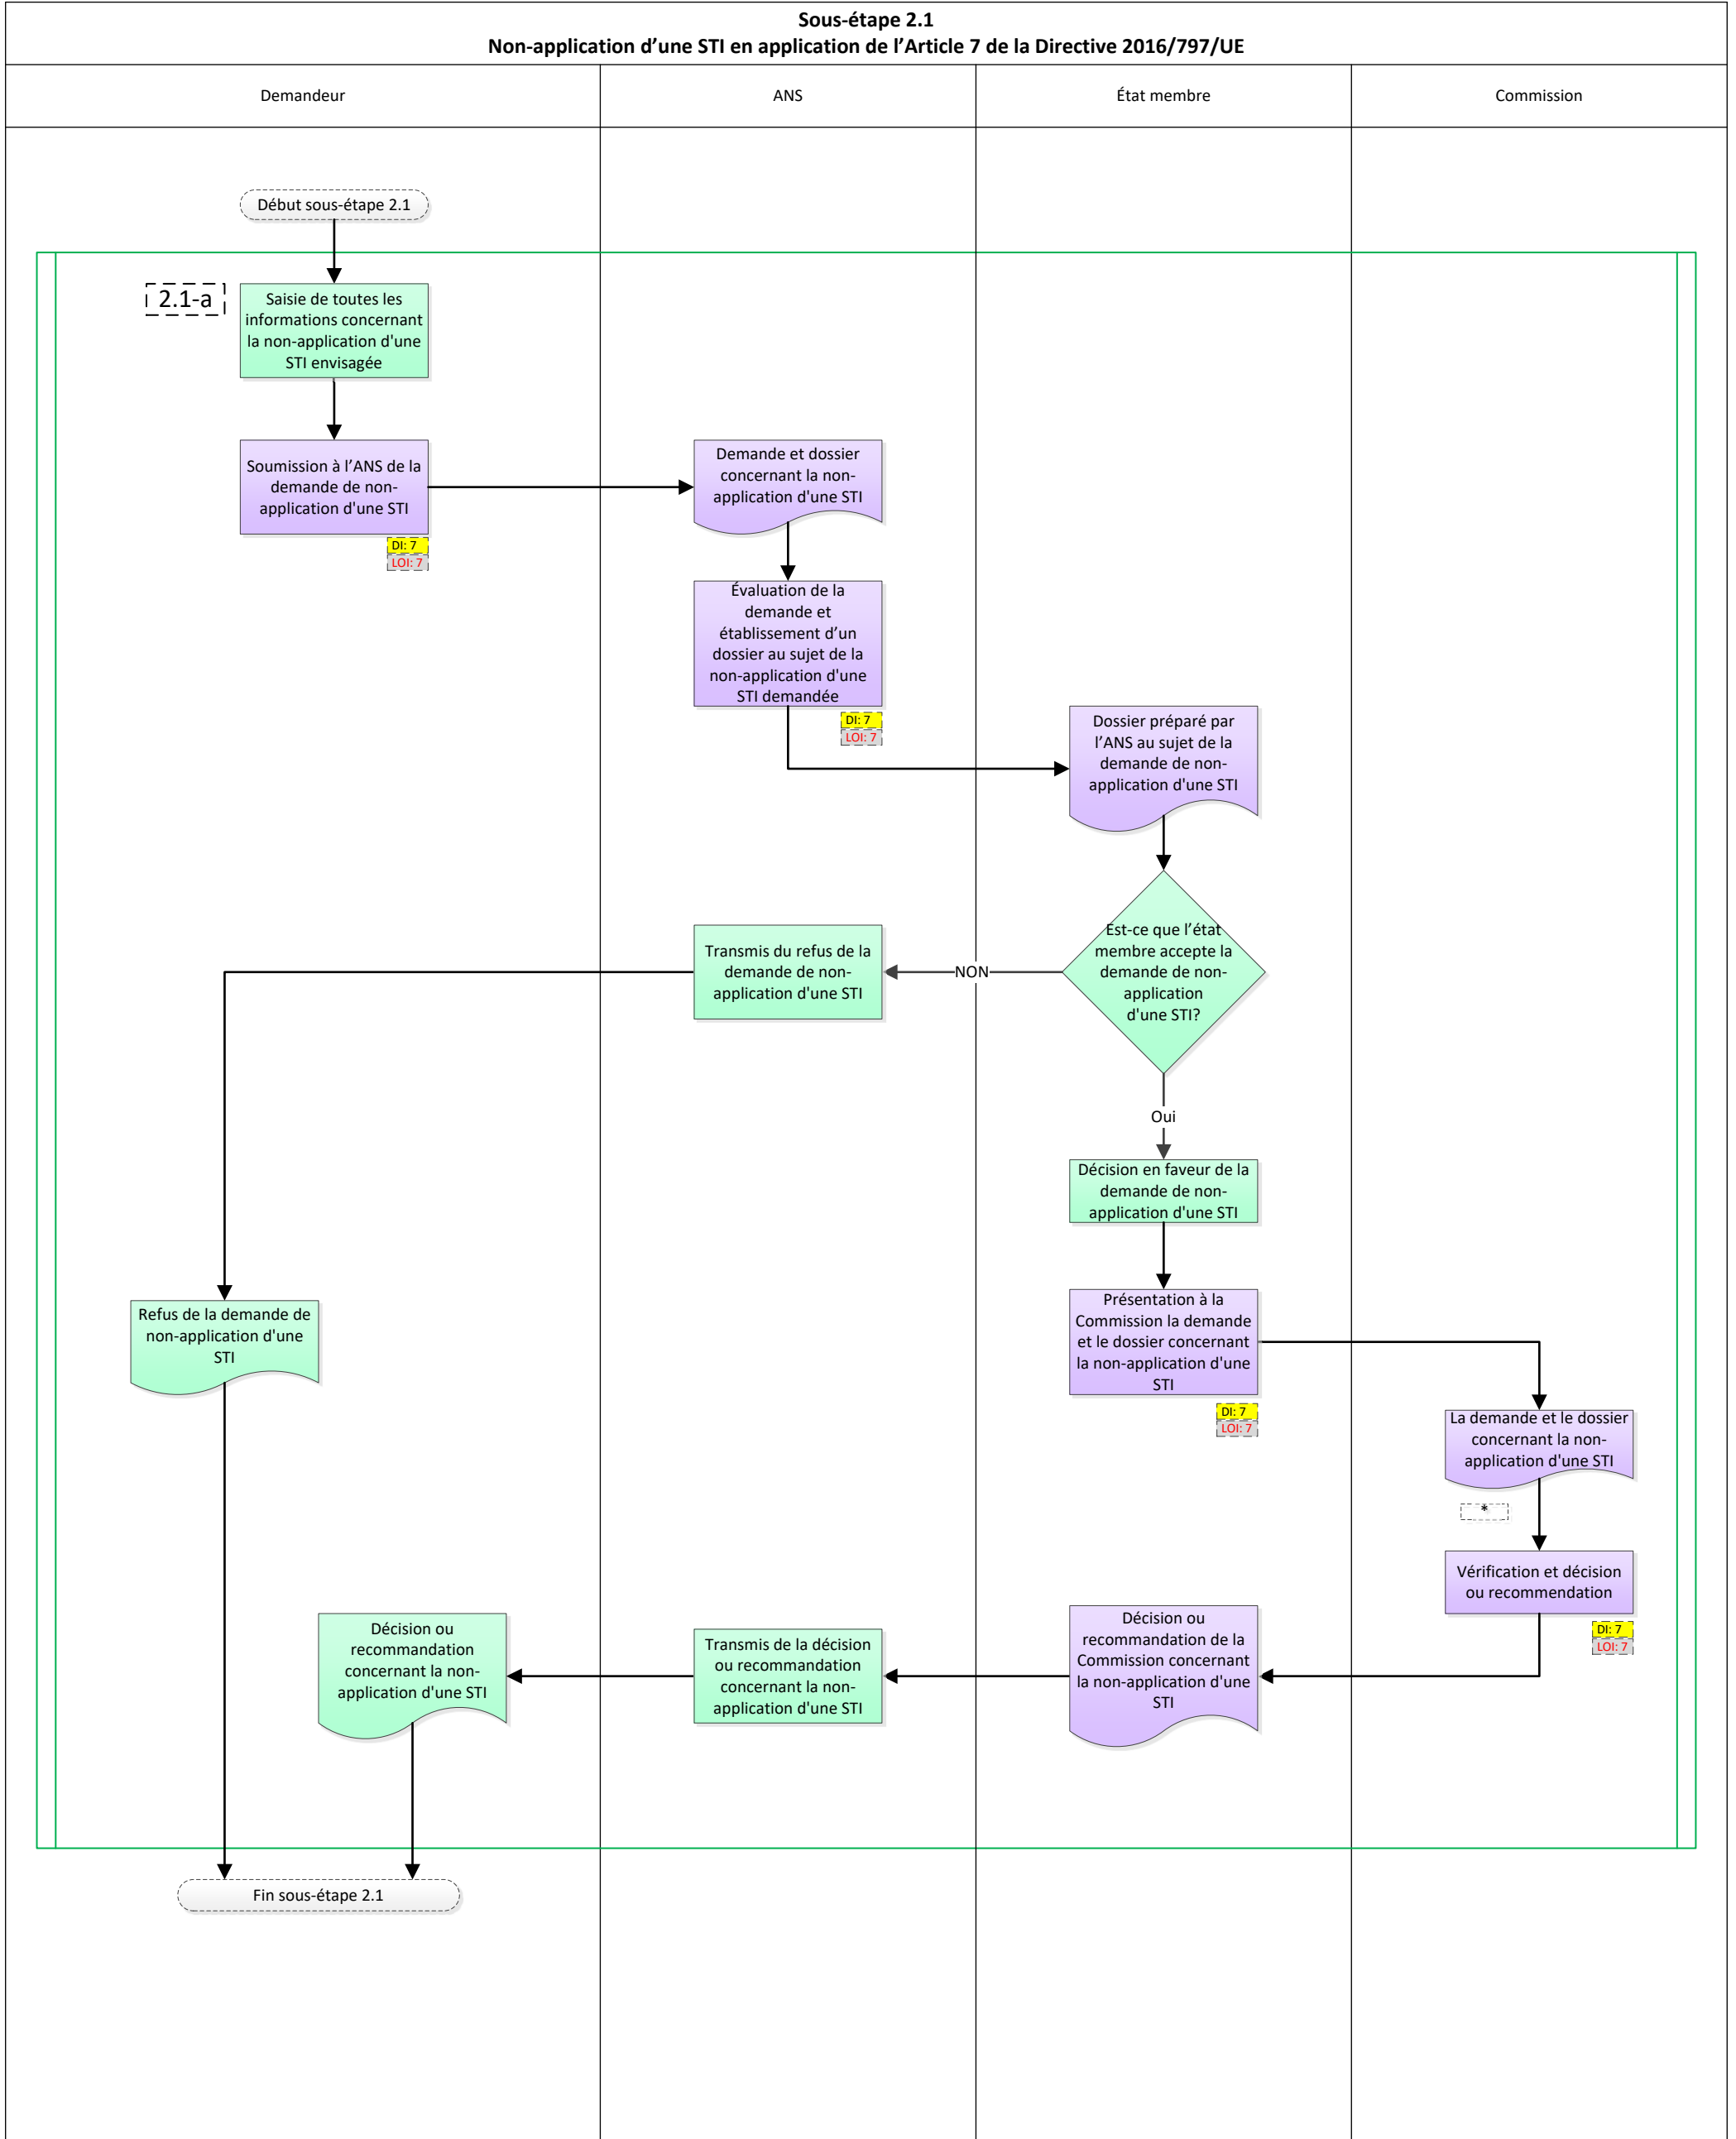 Sous-étape 2.1
Non-application d’une STI en application de l’Article 7 de la Directive 2016/797/UE
Demandeur
ANS
État membre
Commission
Début sous-étape 2.1
2.1-a
Saisie de toutes les
informations concernant
la non-application d'une
STI envisagée
Soumission à l’ANS de la
demande de non-
application d'une STI
DI: 7
LOI: 7
Demande et dossier
concernant la non-
application d'une STI
Évaluation de la
demande et
établissement d’un
dossier au sujet de la
non-application d'une
STI demandée
DI: 7
LOI: 7
Dossier préparé par
l’ANS au sujet de la
demande de non-
application d'une STI
Est-ce que l’état
membre accepte la
demande de non-
application
d'une STI?
NON
Transmis du refus de la
demande de non-
application d'une STI
Oui
Décision en faveur de la
demande de non-
application d'une STI
Refus de la demande de
non-application d'une
STI
Présentation à la
Commission la demande
et le dossier concernant
la non-application d'une
STI
DI: 7
LOI: 7
La demande et le dossier
concernant la non-
application d'une STI
*
Vérification et décision
ou recommendation
DI: 7
LOI: 7
Décision ou
recommandation de la
Commission concernant
la non-application d'une
STI
Transmis de la décision
ou recommandation
concernant la non-
application d'une STI
Décision ou
recommandation
concernant la non-
application d'une STI
Fin sous-étape 2.1